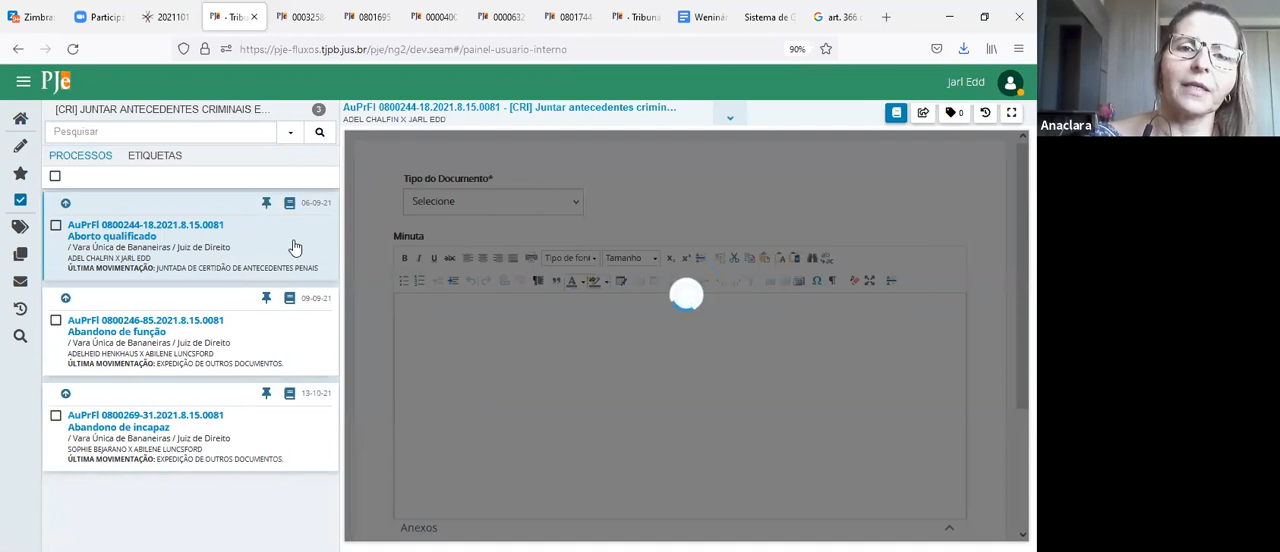 Zimbra:
Particip
2021101
- Tribu
0003258
0801695
000040(
0000632
0801744
- Tribuna
Weninár
Sistema de G
art. 366 c
https://pje-fluxos.tjpb.jus.br/pje/ng2/dev.seam#/painel-usuario-interno
90%
PJe
Jarl Edd
[CRI] JUNTAR ANTECEDENTES CRIMINAIS E...
3
AuPrFl 0800244-18.2021.8.15.0081 - [CRI] Juntar antecedentes crimin...
ADEL CHALFIN X JARL EDD
0
Pesquisar
PROCESSOS
ETIQUETAS
06-09-21
AuPrFl 0800244-18.2021.8.15.0081
Aborto qualificado
/ Vara Única de Bananeiras / Juiz de Direito
ADEL CHALFIN X JARL EDD
ÚLTIMA MOVIMENTAÇÃO: JUNTADA DE CERTIDÃO DE ANTECEDENTES PENAIS
09-09-21
AuPrFl 0800246-85.2021.8.15.0081
Abandono de função
/ Vara Única de Bananeiras / Juiz de Direito
ADELHEID HENKHAUS X ABILENE LUNCSFORD
ÚLTIMA MOVIMENTAÇÃO: EXPEDIÇÃO DE OUTROS DOCUMENTOS.
13-10-21
AuPrFl 0800269-31.2021.8.15.0081
Abandono de incapaz
/ Vara Única de Bananeiras / Juiz de Direito
SOPHIE BEJARANO X ABILENE LUNCSFORD
ÚLTIMA MOVIMENTAÇÃO: EXPEDIÇÃO DE OUTROS DOCUMENTOS.
Tipo do Documento*
Selecione
Minuta
B I U ABC
Tipo de font
Tamanho
Anexos
Anaclara